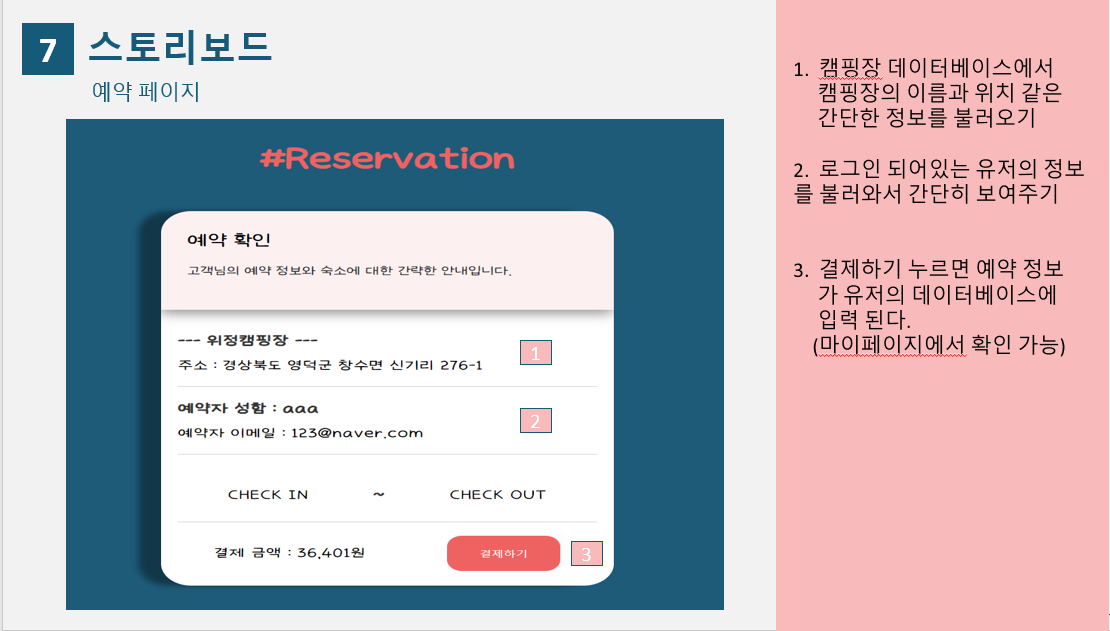 7 스토리보드
예약 페이지
#Reservation
예약 확인
고객님의 예약 정보와 숙소에 대한 간략한 안내입니다.
--- 위정캠핑장 ---
주소 : 경상북도 영덕군 창수면 신기리 276-1
1
예약자 성함 : aaa
예약자 이메일 : 123@naver.com
2
CHECK IN ~ CHECK OUT
결제 금액 : 36,401원
결제하기
3
1. 캠핑장 데이터베이스에서
캠핑장의 이름과 위치 같은
간단한 정보를 불러오기
2. 로그인 되어있는 유저의 정보
를 불러와서 간단히 보여주기
3. 결제하기 누르면 예약 정보
가 유저의 데이터베이스에
입력 된다.
(마이페이지에서 확인 가능)